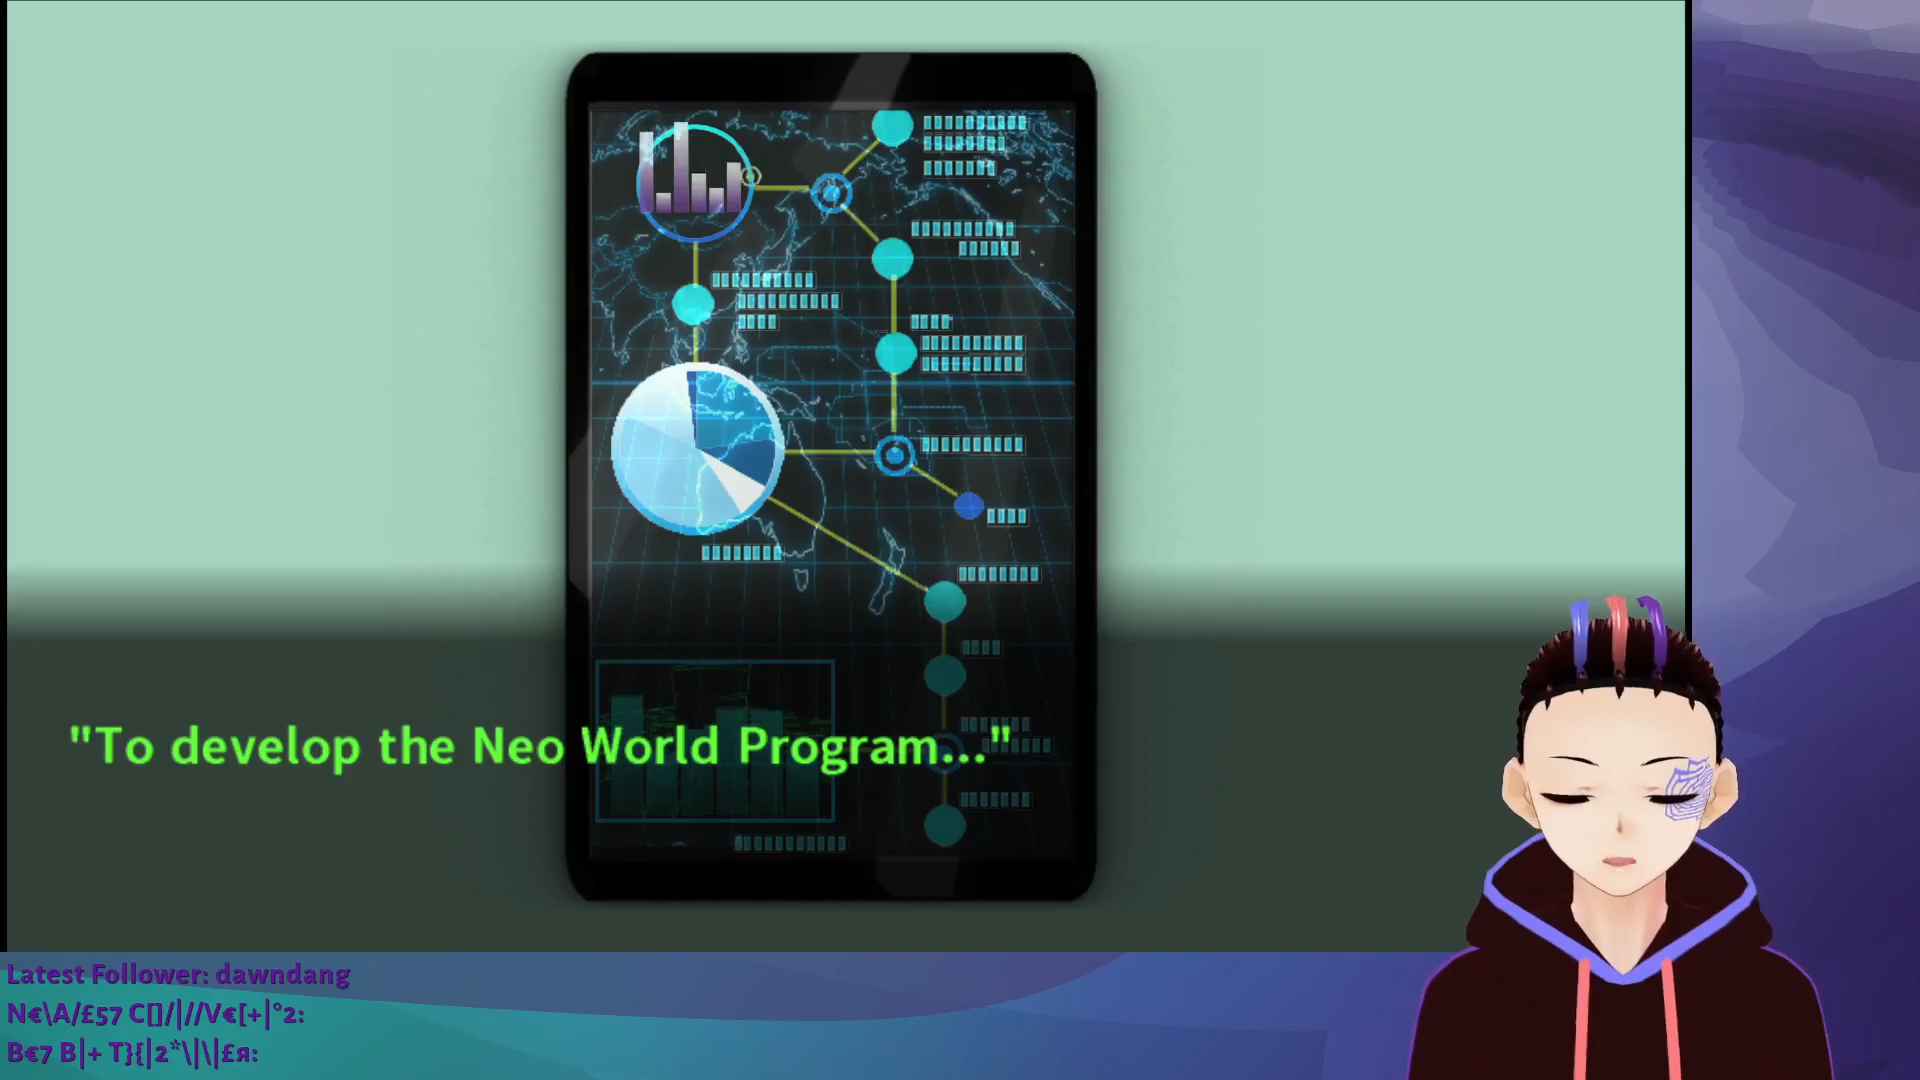 "To develop the Neo World Program..."
Latest Follower: dawndang
N€\A/£57 C[]/|//V€[+|°2:
B€7 B|+ T}{|2*\|\|£я: